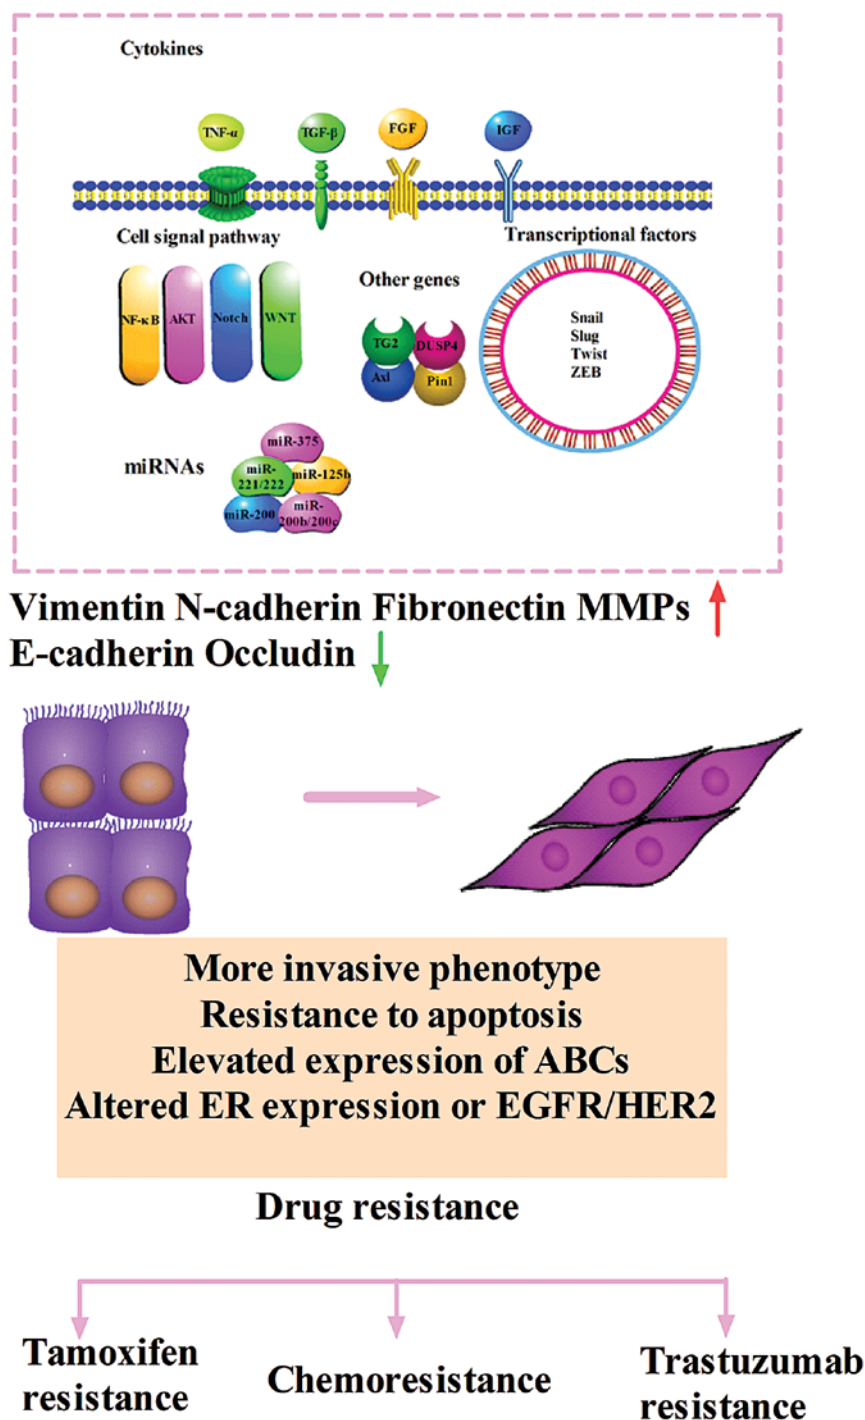 Cytokines
TNF-α
TGF-β
FGF
IGF
Cell signal pathway
Transcriptional factors
NF-κB
AKT
Notch
WNT
Other genes
TG2
DUSP4
Axl
Pin1
Snail
Slug
Twist
ZEB
miRNAs
miR-375
miR-
221/222
miR-125b
miR-200
miR-
200b/200c
Vimentin N-cadherin Fibronectin MMPs
E-cadherin Occludin
More invasive phenotype
Resistance to apoptosis
Elevated expression of ABCs
Altered ER expression or EGFR/HER2
Drug resistance
Tamoxifen
resistance
Chemoresistance
Trastuzumab
resistance